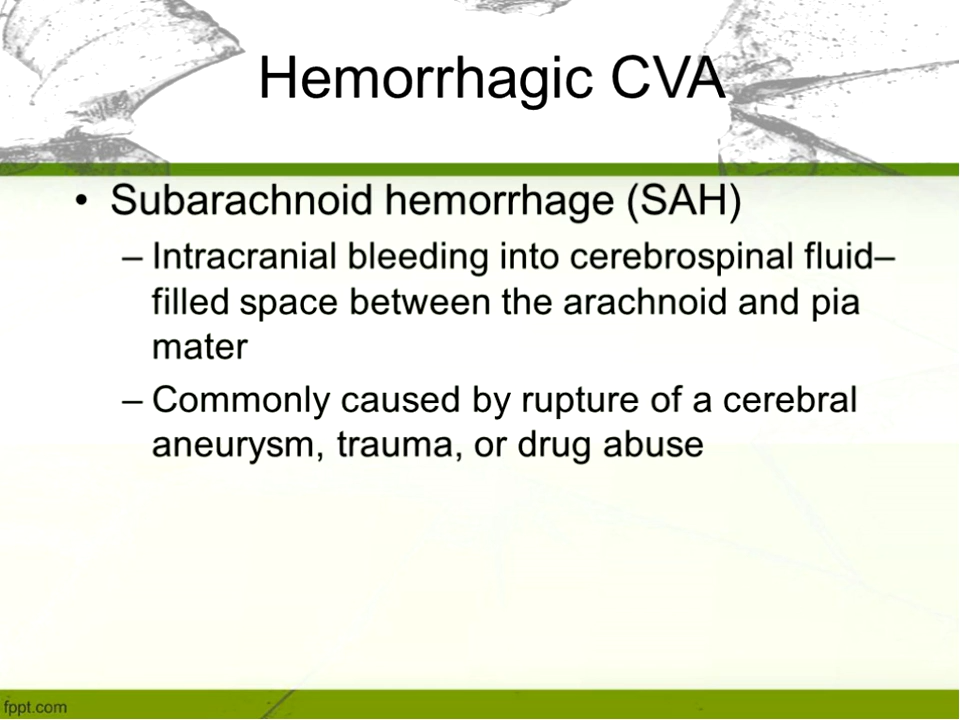 Hemorrhagic CVA
• Subarachnoid hemorrhage (SAH)
– Intracranial bleeding into cerebrospinal fluid–
filled space between the arachnoid and pia
mater
– Commonly caused by rupture of a cerebral
aneurysm, trauma, or drug abuse
fppt.com